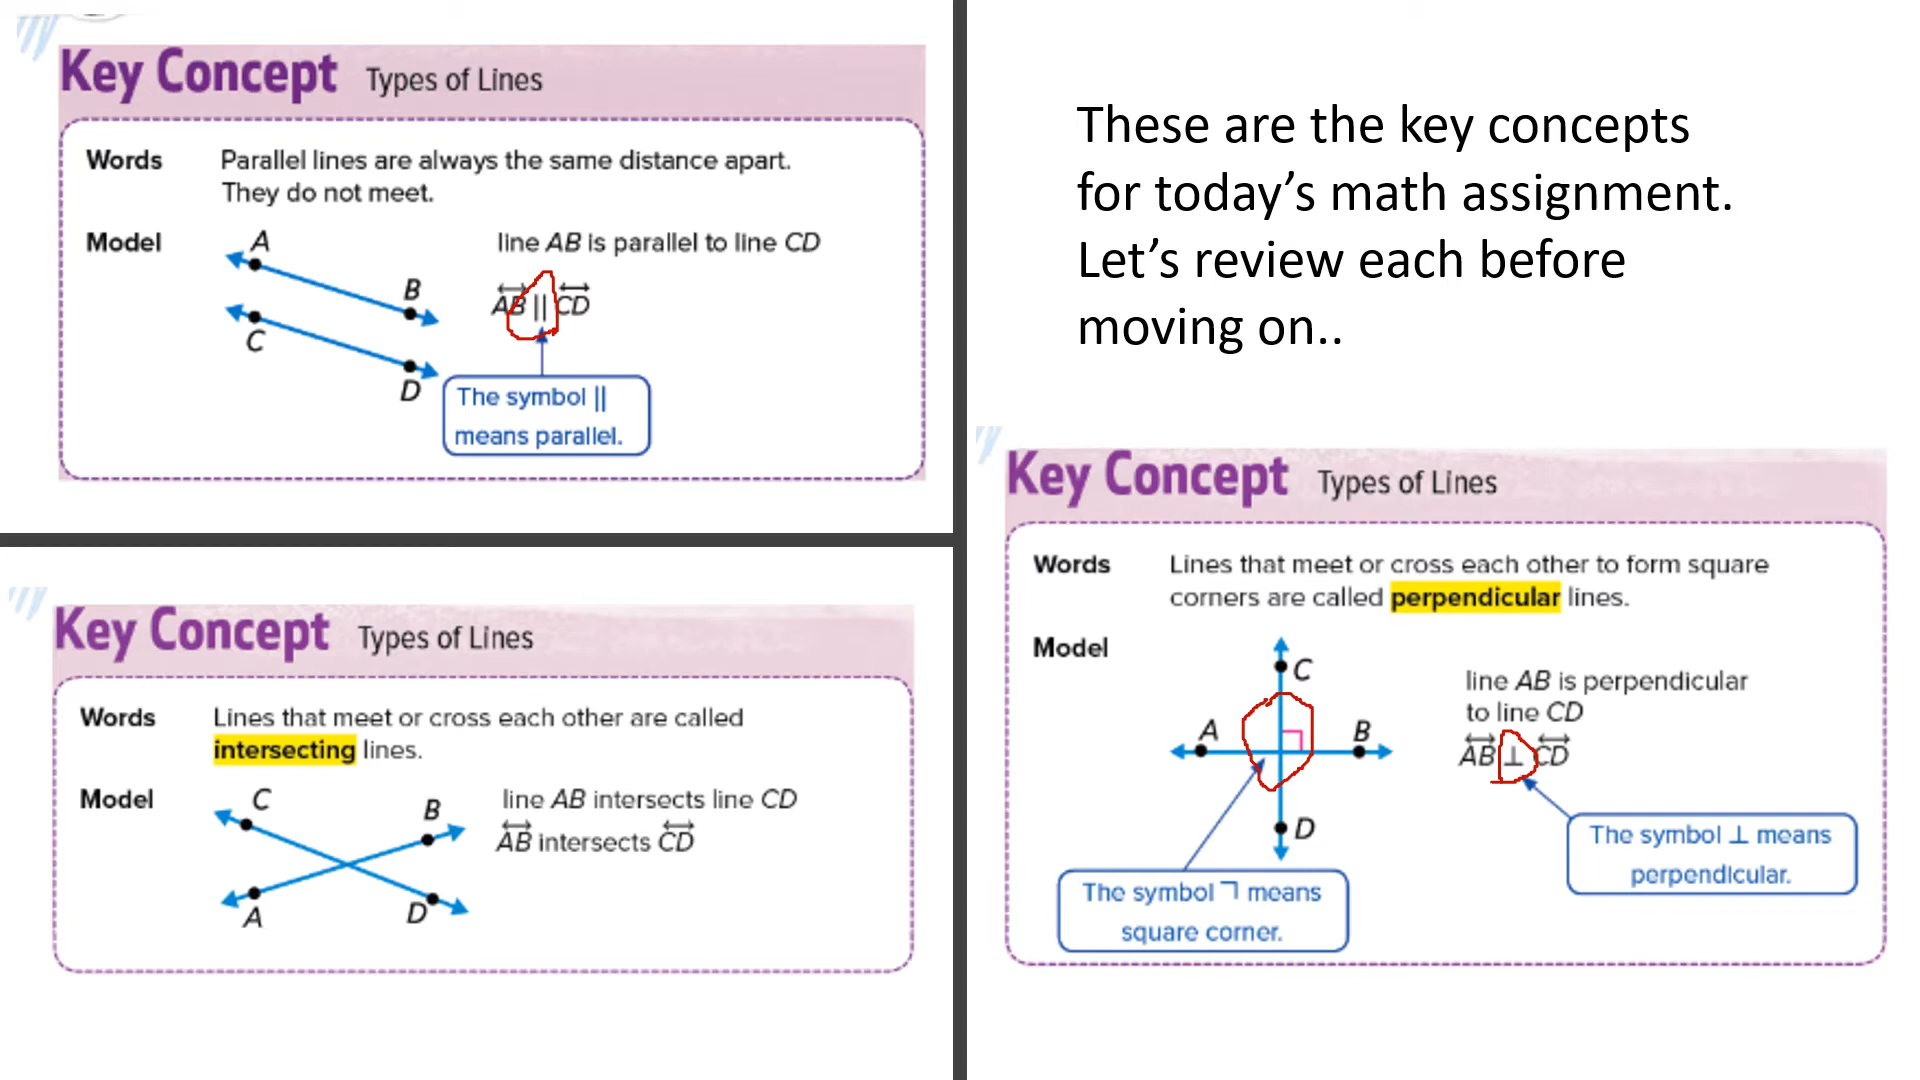 Key Concept Types of Lines
Words Parallel lines are always the same distance apart.
They do not meet.
Model
A
B
C
D
line AB is parallel to line CD
AB || CD
The symbol ||
means parallel.
Key Concept Types of Lines
Words Lines that meet or cross each other are called
intersecting lines.
Model
C
B
A
D
line AB intersects line CD
AB intersects CD
These are the key concepts
for today's math assignment.
Let's review each before
moving on..
Key Concept Types of Lines
Words Lines that meet or cross each other to form square
corners are called perpendicular lines.
Model
C
A
B
D
line AB is perpendicular
to line CD
AB ⊥ CD
The symbol ⅂ means
square corner.
The symbol ⊥ means
perpendicular.